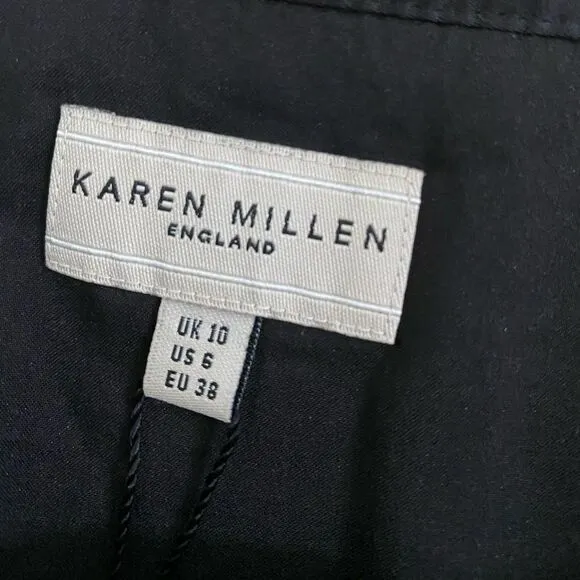 KAREN MILLEN
ENGLAND
UK 10
US 6
EU 38